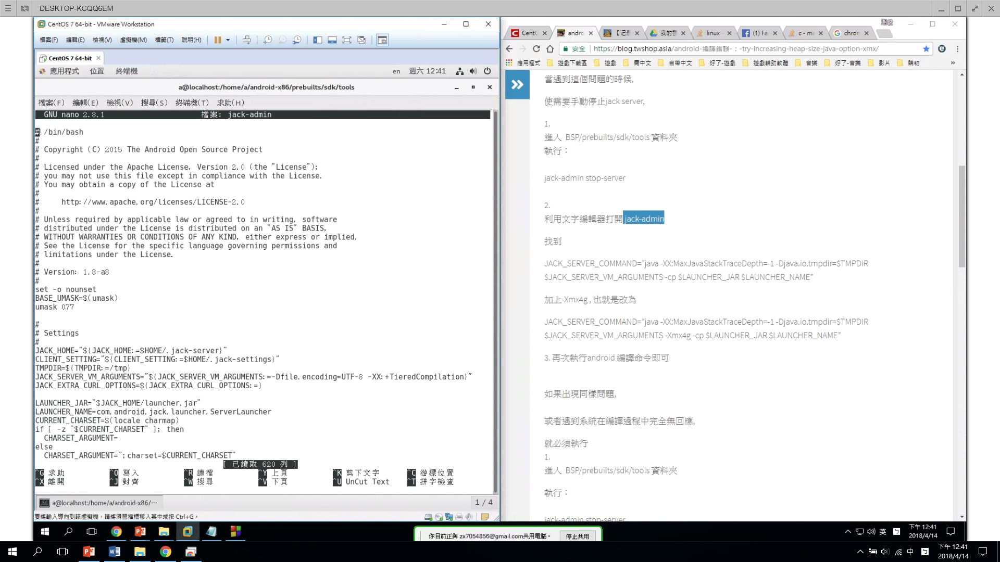 DESKTOP-KCQQ6EM
CentOS 7 64-bit - VMware Workstation
檔案(F) 編輯(E) 檢視(V) 虛擬機(M) 標籤(T) 說明(H)
CentOS 7 64-bit
應用程式 位置 終端機 en 週六 12:41
a@localhost:/home/a/android-x86/prebuilts/sdk/tools
檔案(F) 編輯(E) 檢視(V) 搜尋(S) 終端機(T) 求助(H)
GNU nano 2.3.1 檔案: jack-admin
#!/bin/bash
#
# Copyright (C) 2015 The Android Open Source Project
#
# Licensed under the Apache License, Version 2.0 (the "License");
# you may not use this file except in compliance with the License.
# You may obtain a copy of the License at
#
# http://www.apache.org/licenses/LICENSE-2.0
#
# Unless required by applicable law or agreed to in writing, software
# distributed under the License is distributed on an "AS IS" BASIS,
# WITHOUT WARRANTIES OR CONDITIONS OF ANY KIND, either express or implied.
# See the License for the specific language governing permissions and
# limitations under the License.
#
# Version: 1.3-a8
#
set -o nounset
BASE_UMASK=$(umask)
umask 077
#
# Settings
#
JACK_HOME="${JACK_HOME:=$HOME/.jack-server}"
CLIENT_SETTING="${CLIENT_SETTING:=$HOME/.jack-settings}"
TMPDIR=${TMPDIR:=/tmp}
JACK_SERVER_VM_ARGUMENTS="${JACK_SERVER_VM_ARGUMENTS:=-Dfile.encoding=UTF-8 -XX:+TieredCompilation}"
JACK_EXTRA_CURL_OPTIONS=${JACK_EXTRA_CURL_OPTIONS:=}
LAUNCHER_JAR="$JACK_HOME/launcher.jar"
LAUNCHER_NAME=com.android.jack.launcher.ServerLauncher
CURRENT_CHARSET=$(locale charmap)
if [ -z "$CURRENT_CHARSET" ]; then
CHARSET_ARGUMENT=
else
CHARSET_ARGUMENT=";charset=$CURRENT_CHARSET"
[ 已讀取 620 列 ]
^G 求助 ^O 寫入 ^R 讀檔 ^Y 上頁 ^K 剪下文字 ^C 游標位置
^X 離開 ^J 對齊 ^W 搜尋 ^V 下頁 ^U UnCut Text ^T 拼字檢查
a@localhost:/home/a/android-x86/… 1 / 4
要將輸入導向到該虛擬機，請將滑鼠指標移入其中或按 Ctrl+G。
CentC andro 【记录 我的雲 linux - (1) Fa c - ma chron
安全 https://blog.twshop.asia/android-編譯錯誤-：-try-increasing-heap-size-java-option-xmx/
應用程式 遊戲下載區 遊戲 需中文 自帶中文 好了-遊戲 遊戲輔助軟體 音樂 好了-音樂 影片 購物 »
當遇到這個問題的時候,
使需要手動停止jack server,
1.
進入 BSP/prebuilts/sdk/tools 資料夾
執行：
jack-admin stop-server
2.
利用文字編輯器打開 jack-admin
找到
JACK_SERVER_COMMAND="java -XX:MaxJavaStackTraceDepth=-1 -Djava.io.tmpdir=$TMPDIR
$JACK_SERVER_VM_ARGUMENTS -cp $LAUNCHER_JAR $LAUNCHER_NAME"
加上-Xmx4g , 也就是改為
JACK_SERVER_COMMAND="java -XX:MaxJavaStackTraceDepth=-1 -Djava.io.tmpdir=$TMPDIR
$JACK_SERVER_VM_ARGUMENTS -Xmx4g -cp $LAUNCHER_JAR $LAUNCHER_NAME"
3. 再次執行android 編譯命令即可
如果出現同樣問題,
或者遇到系統在編譯過程中完全無回應,
就必須執行
1.
進入 BSP/prebuilts/sdk/tools 資料夾
執行：
jack-admin stop-server
你目前正與 zx7054856@gmail.com共用電腦。 停止共用
英 下午 12:41
2018/4/14
中 下午 12:41
2018/4/14